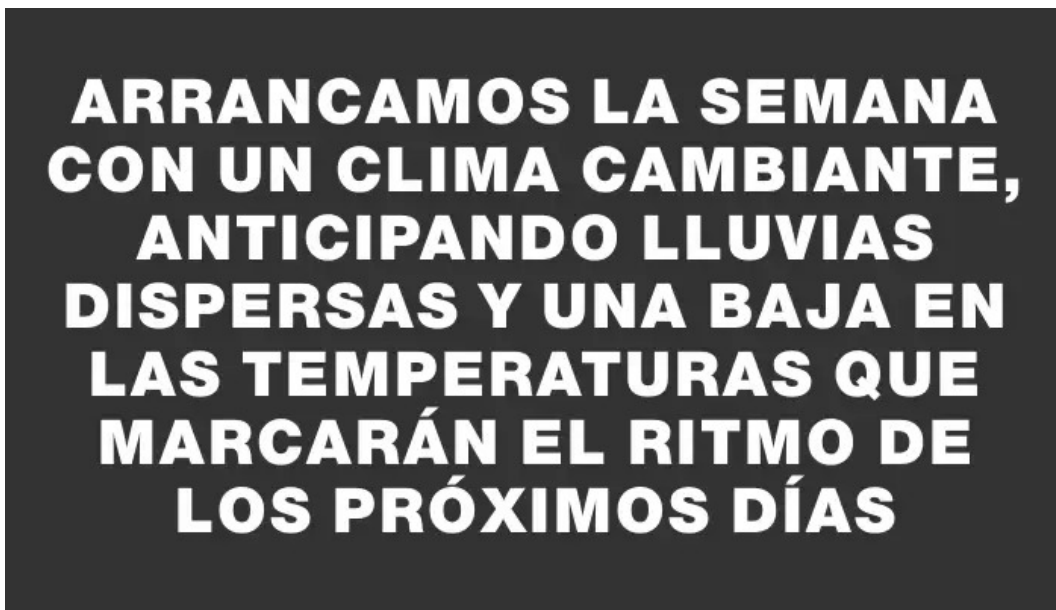 ARRANCAMOS LA SEMANA
CON UN CLIMA CAMBIANTE,
ANTICIPANDO LLUVIAS
DISPERSAS Y UNA BAJA EN
LAS TEMPERATURAS QUE
MARCARÁN EL RITMO DE
LOS PRÓXIMOS DÍAS